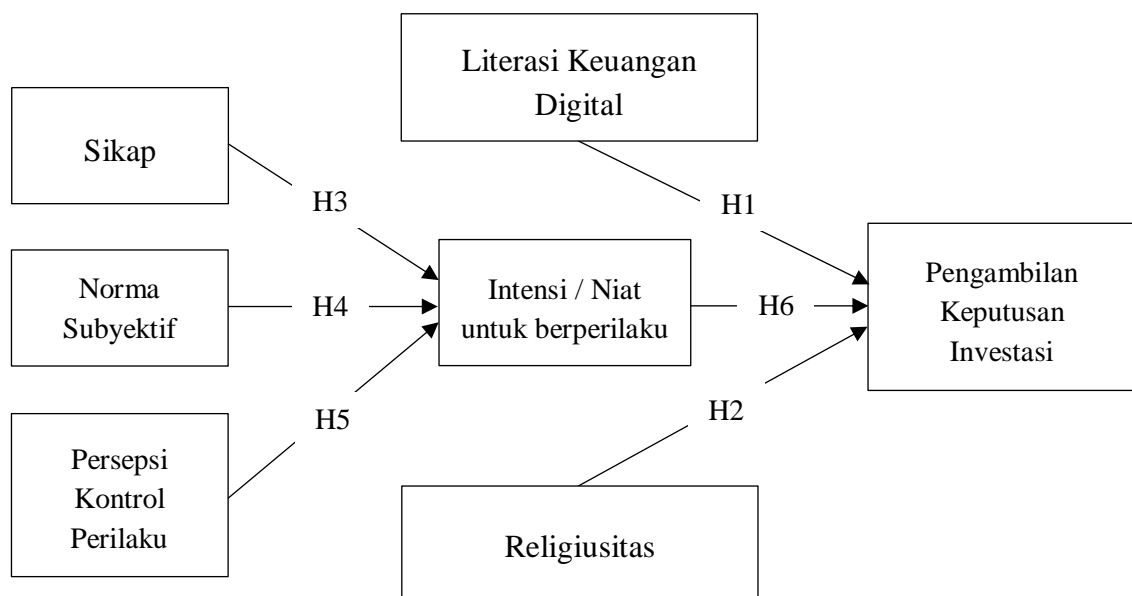 Literasi Keuangan
Digital
Sikap
H3
H1
Norma
Subyektif
H4
Intensi / Niat
untuk berperilaku
H6
Pengambilan
Keputusan
Investasi
H5
H2
Persepsi
Kontrol
Perilaku
Religiusitas